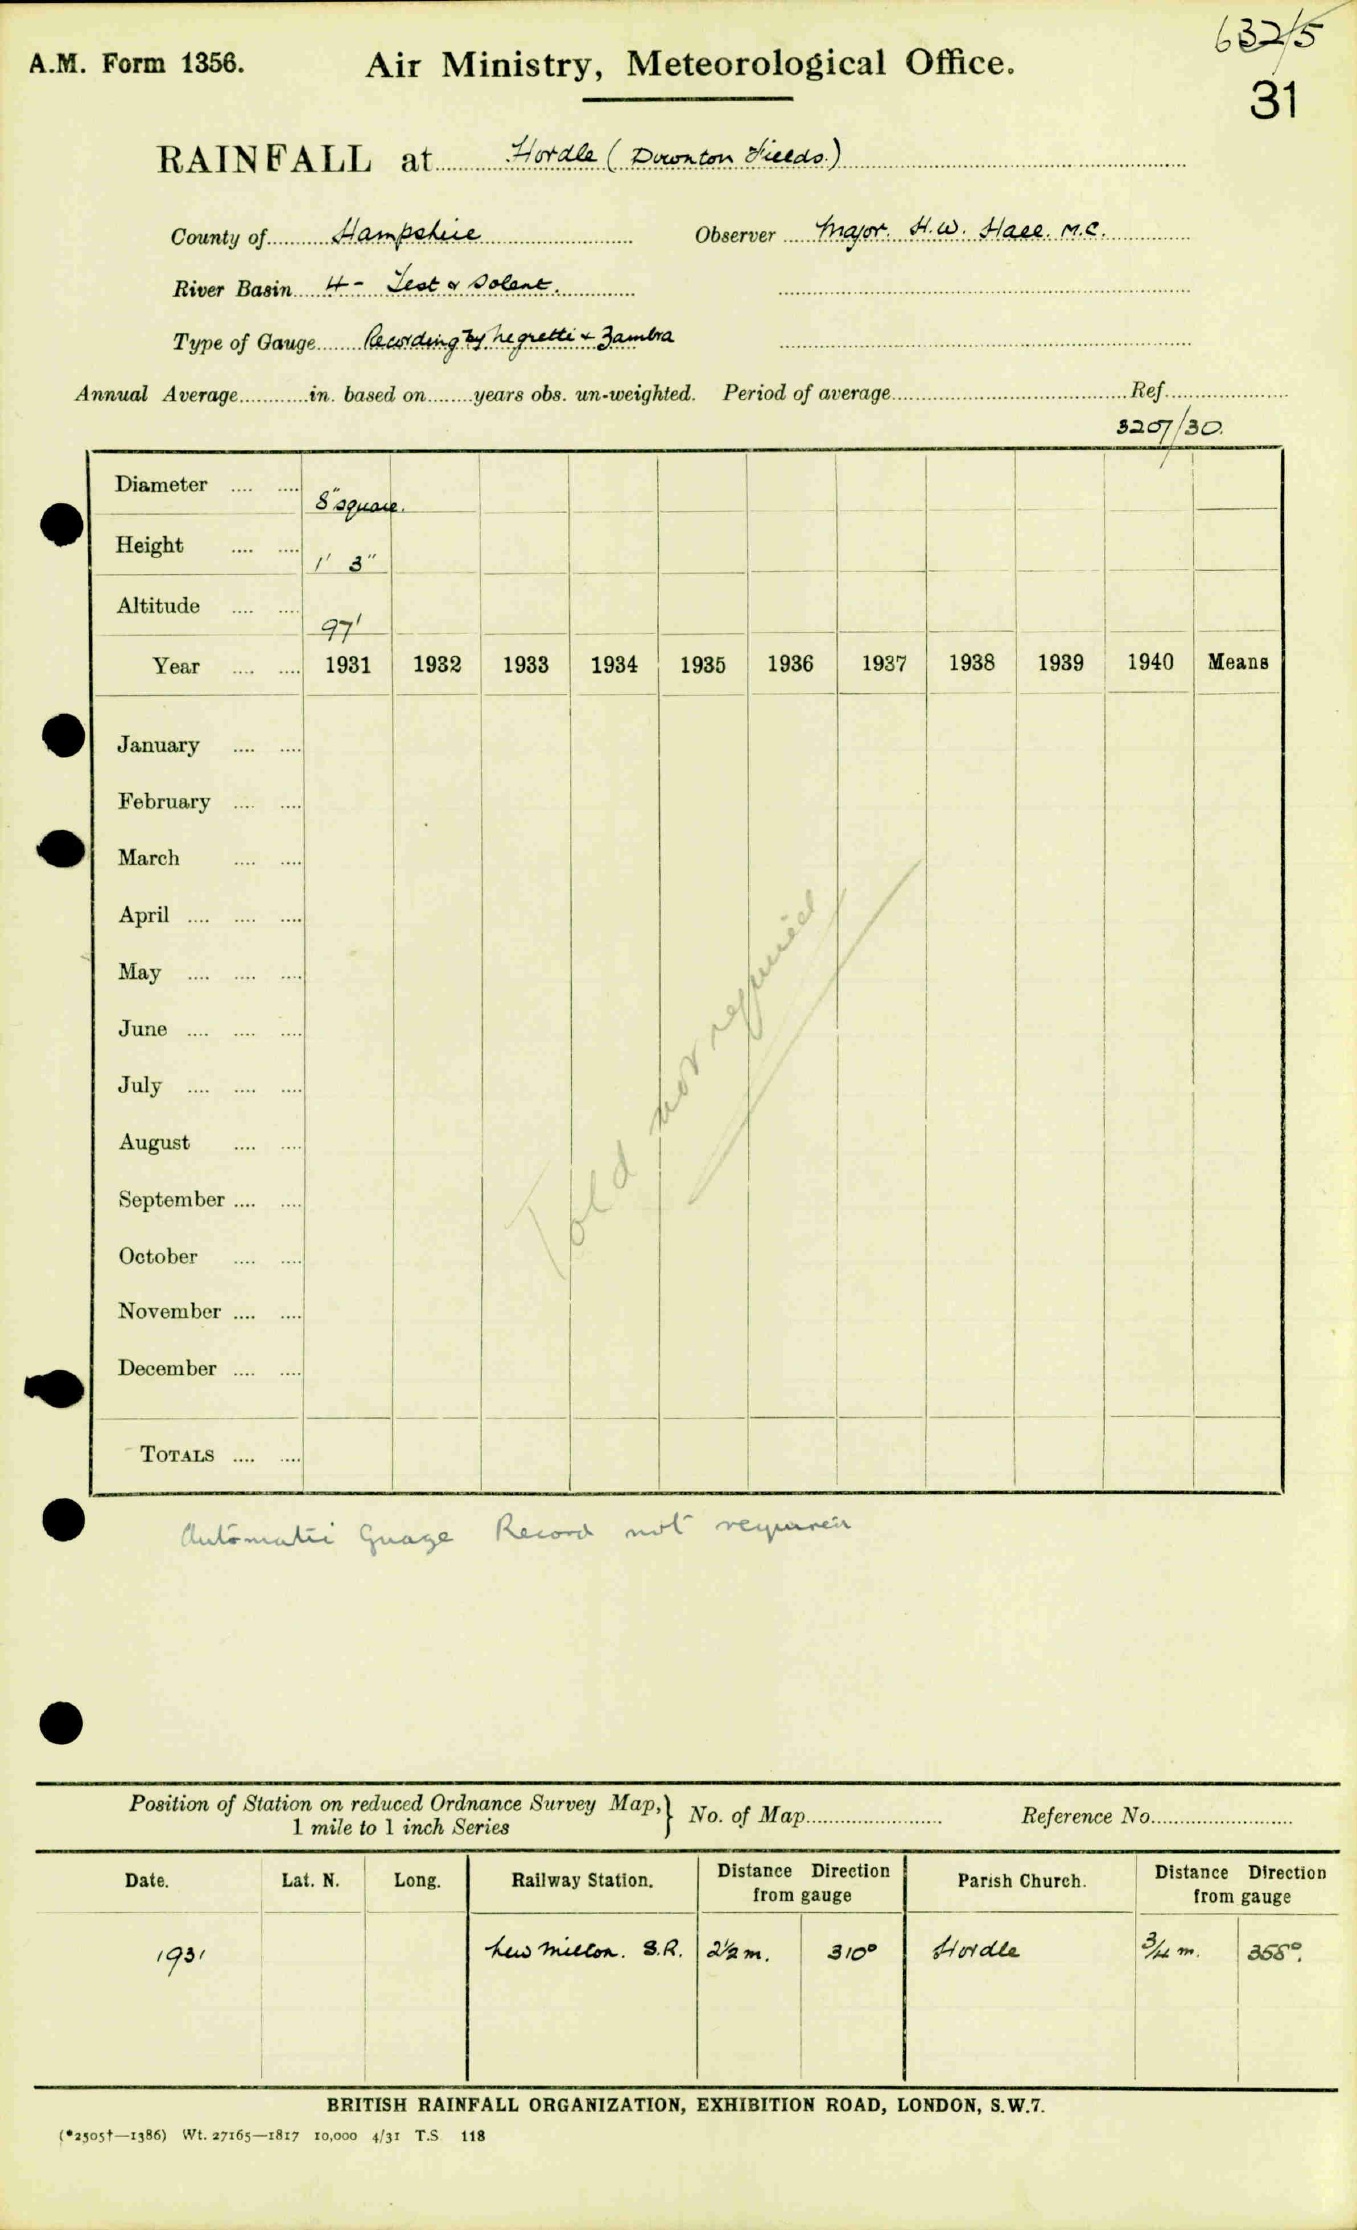 632/5
A.M. Form 1356. Air Ministry, Meteorological Office.
31
RAINFALL at Hordle (Downton Fields.)
County of Hampshire Observer Major. H.W. Hall. M.C.
River Basin 4 - Test & Solent.
Type of Gauge Recording by Negretti & Zambra
Annual Average in. based on years obs. un-weighted. Period of average Ref.
3207/30.
Diameter 8" square.
Height 1' 3"
Altitude 97'
Year 1931 1932 1933 1934 1935 1936 1937 1938 1939 1940 Means
January
February
March
April
May
June
July
August
September
October
November
December
Told not required
TOTALS
Automatic Guage Record not required
Position of Station on reduced Ordnance Survey Map, } No. of Map Reference No.
1 mile to 1 inch Series
Date. Lat. N. Long. Railway Station. Distance Direction Parish Church. Distance Direction
from gauge from gauge
1931 New Milton. S.R. 2½ m. 310° Hordle ¾ m. 358°.
BRITISH RAINFALL ORGANIZATION, EXHIBITION ROAD, LONDON, S.W.7.
(*2505†—1386) Wt. 27165—1817 10,000 4/31 T.S. 118